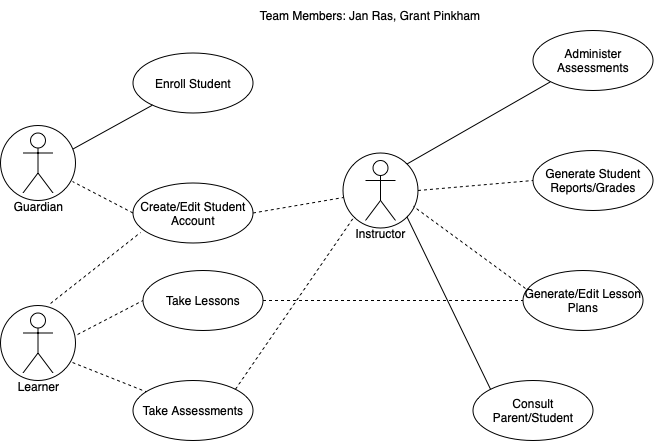 Team Members: Jan Ras, Grant Pinkham
Administer
Assessments
Enroll Student
Generate Student
Reports/Grades
Guardian
Create/Edit Student
Account
Instructor
Take Lessons
Generate/Edit Lesson
Plans
Learner
Take Assessments
Consult
Parent/Student